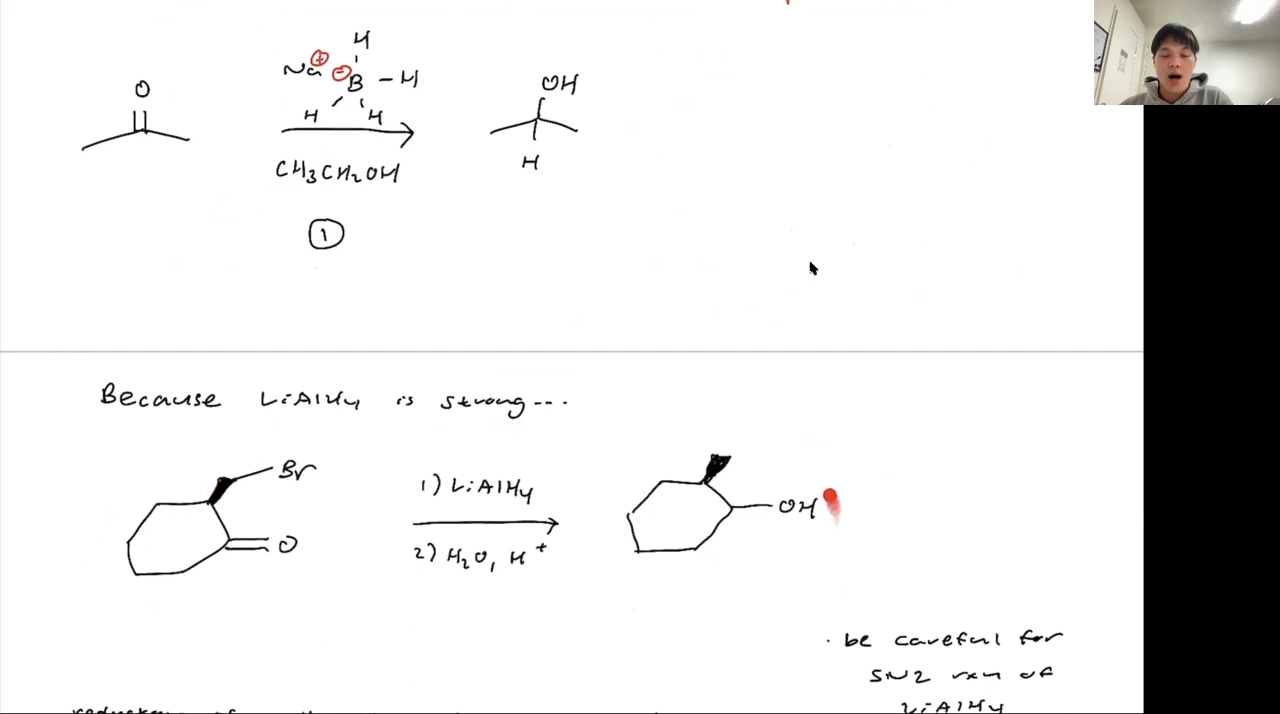 H
Na ⊕ ⊖ B – H
O
H H
OH
CH3CH2OH
H
①
Because LiAlH4 is strong---
Br
O
1) LiAlH4
2) H2O, H+
OH
· be careful for
SN2 rxn of
LiAlH4